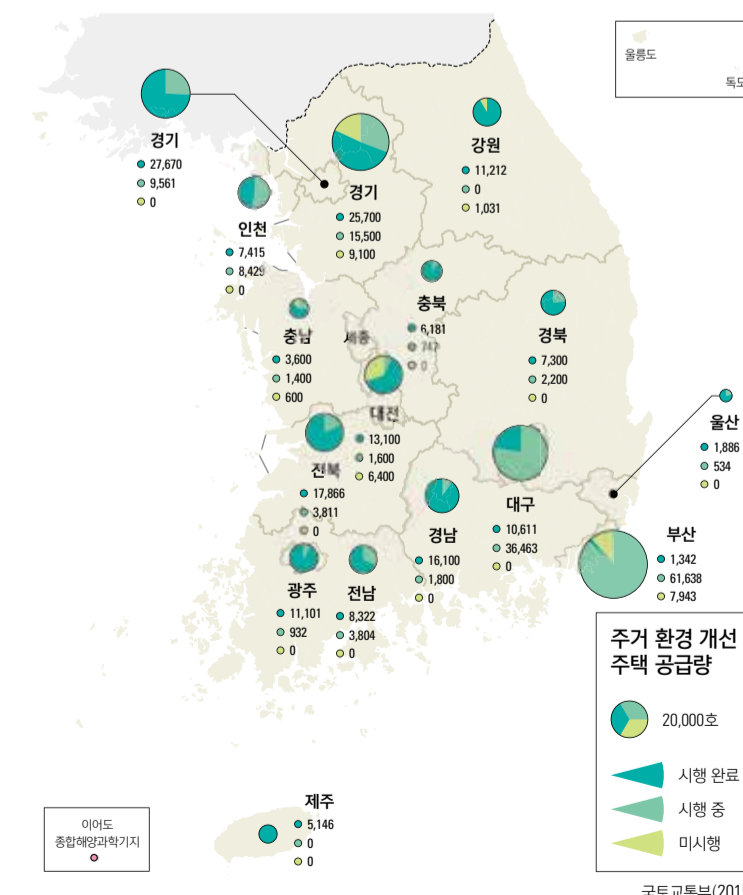 울릉도
독도
경기
27,670
9,561
0
경기
25,700
15,500
9,100
강원
11,212
0
1,031
인천
7,415
8,429
0
충북
6,181
747
0
충남
3,600
1,400
600
세종
경북
7,300
2,200
0
대전
13,100
1,600
6,400
울산
1,886
534
0
전북
17,866
3,811
0
대구
10,611
36,463
0
경남
16,100
1,800
0
부산
1,342
61,638
7,943
광주
11,101
932
0
전남
8,322
3,804
0
주거 환경 개선
주택 공급량
20,000호
시행 완료
시행 중
미시행
제주
5,146
0
0
이어도
종합해양과학기지